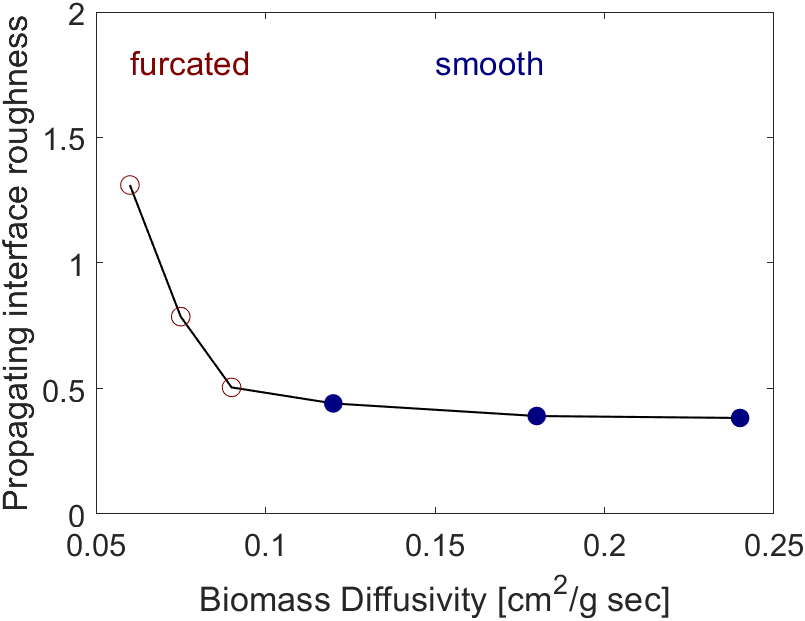 2
furcated
smooth
1.5
1
0.5
0
0.05
0.1
0.15
0.2
0.25
Propagating interface roughness
Biomass Diffusivity [cm²/g sec]